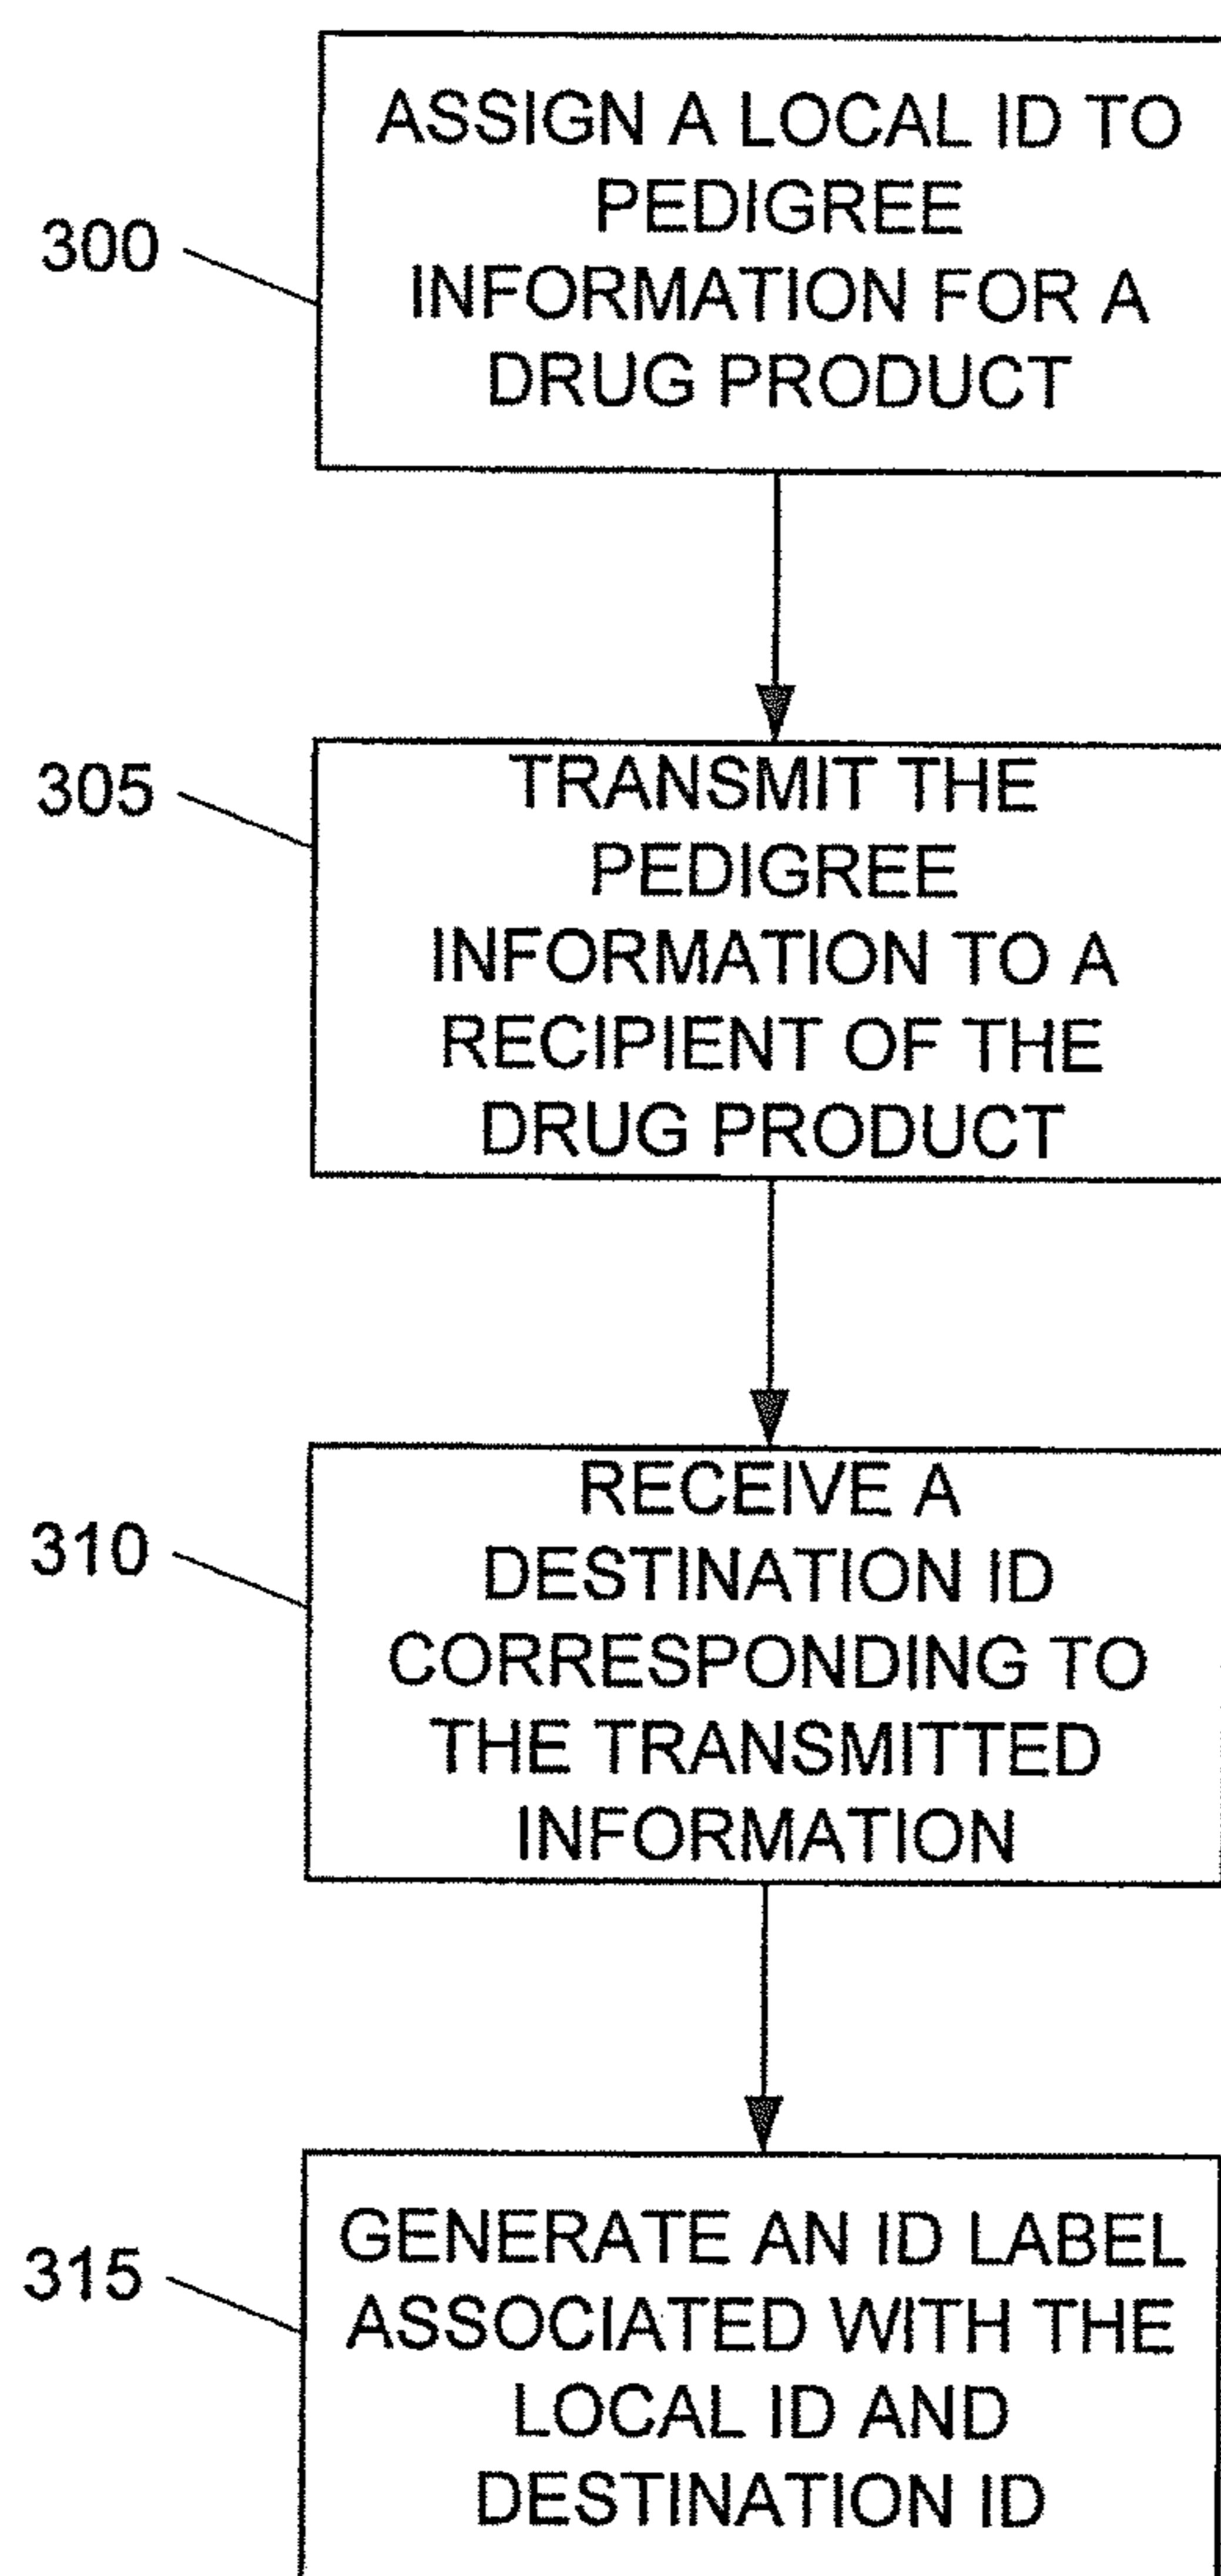 300
ASSIGN A LOCAL ID TO
PEDIGREE
INFORMATION FOR A
DRUG PRODUCT
305
TRANSMIT THE
PEDIGREE
INFORMATION TO A
RECIPIENT OF THE
DRUG PRODUCT
310
RECEIVE A
DESTINATION ID
CORRESPONDING TO
THE TRANSMITTED
INFORMATION
315
GENERATE AN ID LABEL
ASSOCIATED WITH THE
LOCAL ID AND
DESTINATION ID